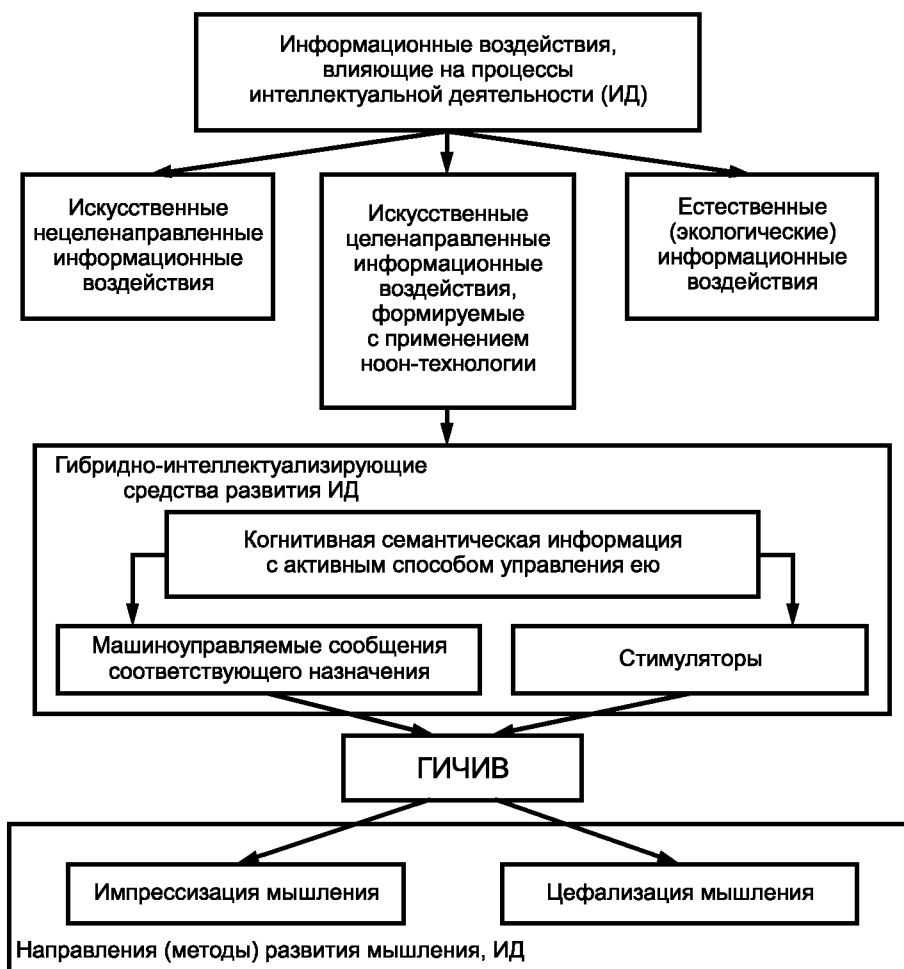 Информационные воздействия,
влияющие на процессы
интеллектуальной деятельности (ИД)
Искусственные
нецеленаправленные
информационные
воздействия
Искусственные
целенаправленные
информационные
воздействия,
формируемые
с применением
ноон-технологии
Естественные
(экологические)
информационные
воздействия
Гибридно-интеллектуализирующие
средства развития ИД
Когнитивная семантическая информация
с активным способом управления ею
Машиноуправляемые сообщения
соответствующего назначения
Стимуляторы
ГИЧИВ
Импрессизация мышления
Цефализация мышления
Направления (методы) развития мышления, ИД